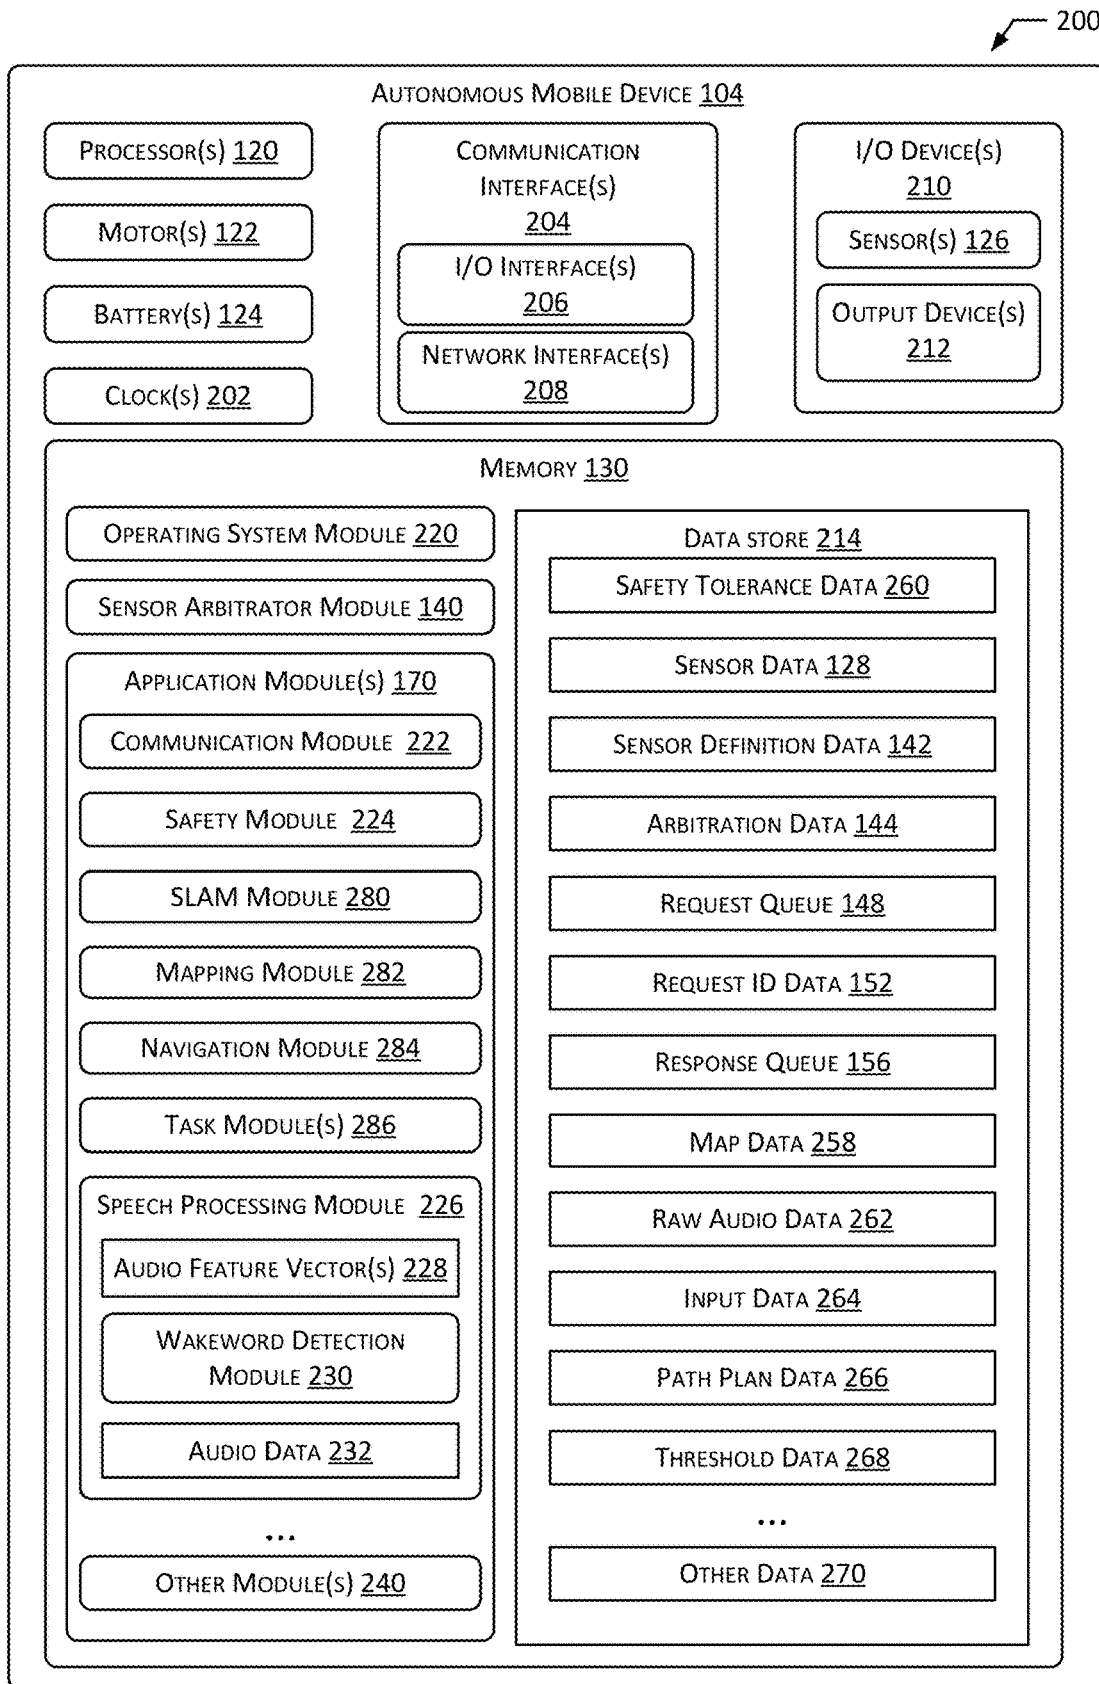 200
AUTONOMOUS MOBILE DEVICE 104
PROCESSOR(S) 120
MOTOR(S) 122
BATTERY(S) 124
CLOCK(S) 202
COMMUNICATION
INTERFACE(S)
204
I/O INTERFACE(S)
206
NETWORK INTERFACE(S)
208
I/O DEVICE(S)
210
SENSOR(S) 126
OUTPUT DEVICE(S)
212
MEMORY 130
OPERATING SYSTEM MODULE 220
SENSOR ARBITRATOR MODULE 140
APPLICATION MODULE(S) 170
COMMUNICATION MODULE 222
SAFETY MODULE 224
SLAM MODULE 280
MAPPING MODULE 282
NAVIGATION MODULE 284
TASK MODULE(S) 286
SPEECH PROCESSING MODULE 226
AUDIO FEATURE VECTOR(S) 228
WAKEWORD DETECTION
MODULE 230
AUDIO DATA 232
...
OTHER MODULE(S) 240
DATA STORE 214
SAFETY TOLERANCE DATA 260
SENSOR DATA 128
SENSOR DEFINITION DATA 142
ARBITRATION DATA 144
REQUEST QUEUE 148
REQUEST ID DATA 152
RESPONSE QUEUE 156
MAP DATA 258
RAW AUDIO DATA 262
INPUT DATA 264
PATH PLAN DATA 266
THRESHOLD DATA 268
...
OTHER DATA 270